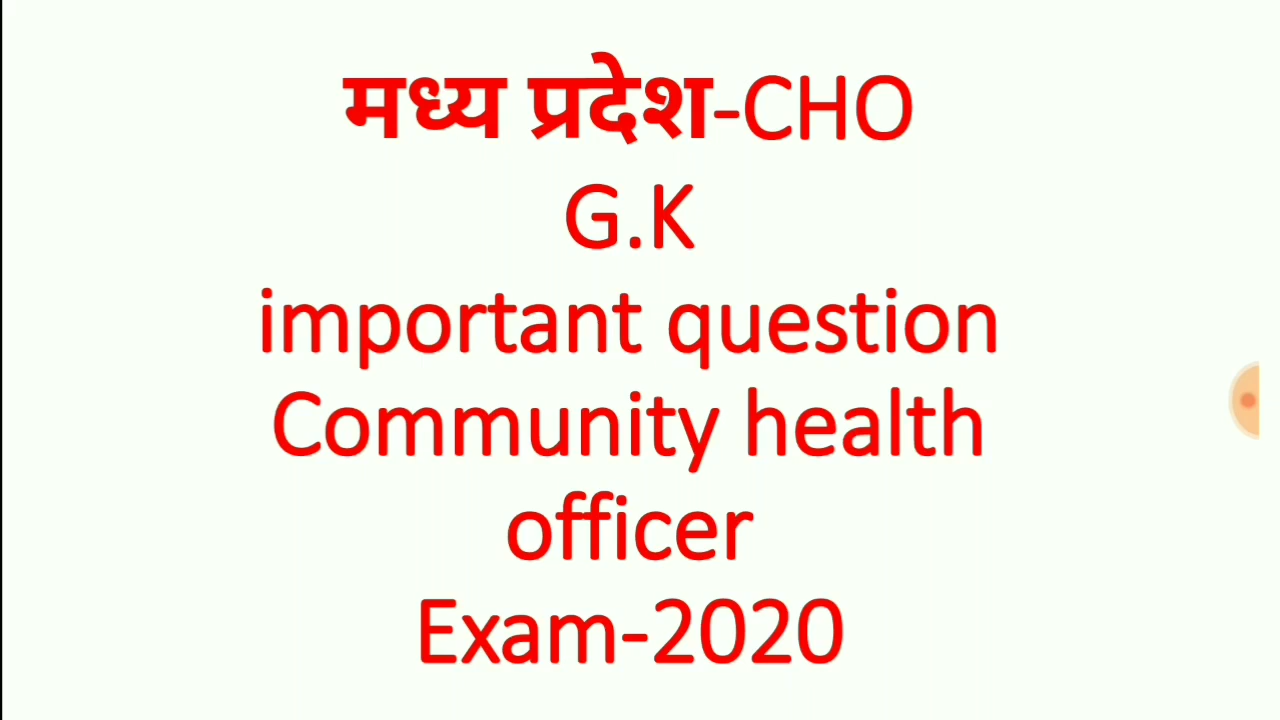 मध्य प्रदेश-CHO
G.K
important question
Community health
officer
Exam-2020